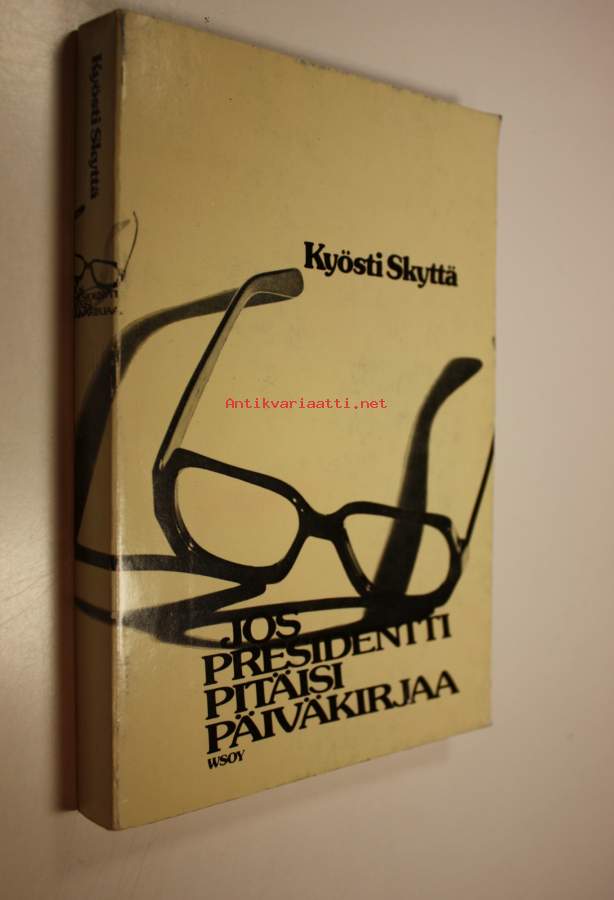 Kyösti Skyttä
Kyösti Skyttä
Antikvariaatti.net
JOS
PRESIDENTTI
PITÄISI
PÄIVÄKIRJAA
WSOY